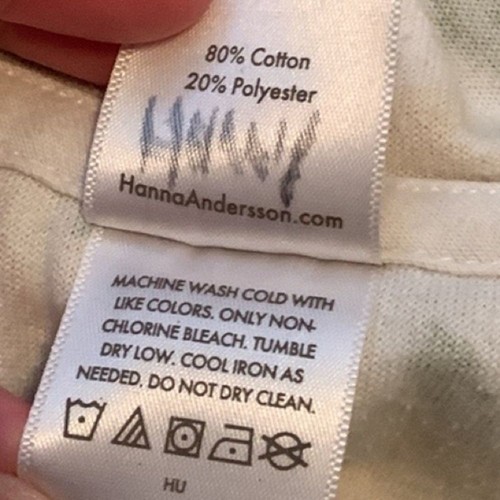 80% Cotton
20% Polyester
HannaAndersson.com
MACHINE WASH COLD WITH
LIKE COLORS. ONLY NON-
CHLORINE BLEACH. TUMBLE
DRY LOW. COOL IRON AS
NEEDED. DO NOT DRY CLEAN.
HU